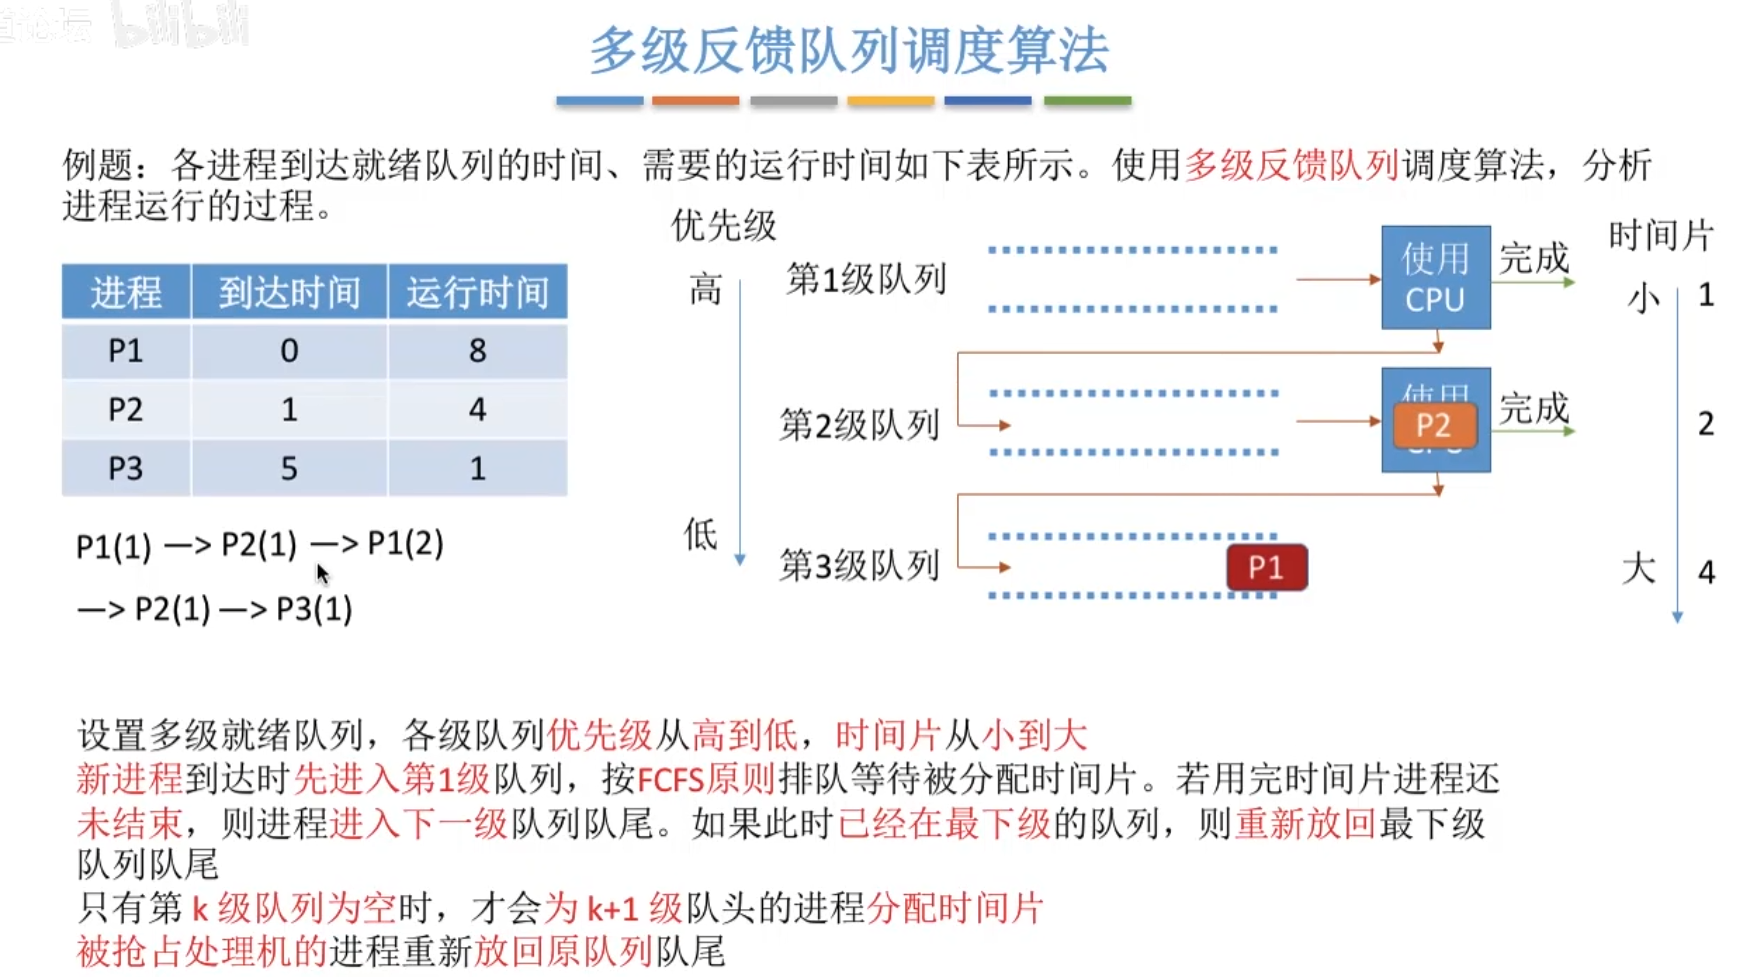 道论坛 bilibili
多级反馈队列调度算法
例题：各进程到达就绪队列的时间、需要的运行时间如下表所示。使用多级反馈队列调度算法，分析
进程运行的过程。
进程 到达时间 运行时间
P1 0 8
P2 1 4
P3 5 1
P1(1) —> P2(1) —> P1(2)
—> P2(1) —> P3(1)
优先级
高
低
第1级队列
使用
CPU
完成
第2级队列
使用
P2
完成
第3级队列
P1
时间片
小 1
2
大 4
设置多级就绪队列，各级队列优先级从高到低，时间片从小到大
新进程到达时先进入第1级队列，按FCFS原则排队等待被分配时间片。若用完时间片进程还
未结束，则进程进入下一级队列队尾。如果此时已经在最下级的队列，则重新放回最下级
队列队尾
只有第 k 级队列为空时，才会为 k+1 级队头的进程分配时间片
被抢占处理机的进程重新放回原队列队尾